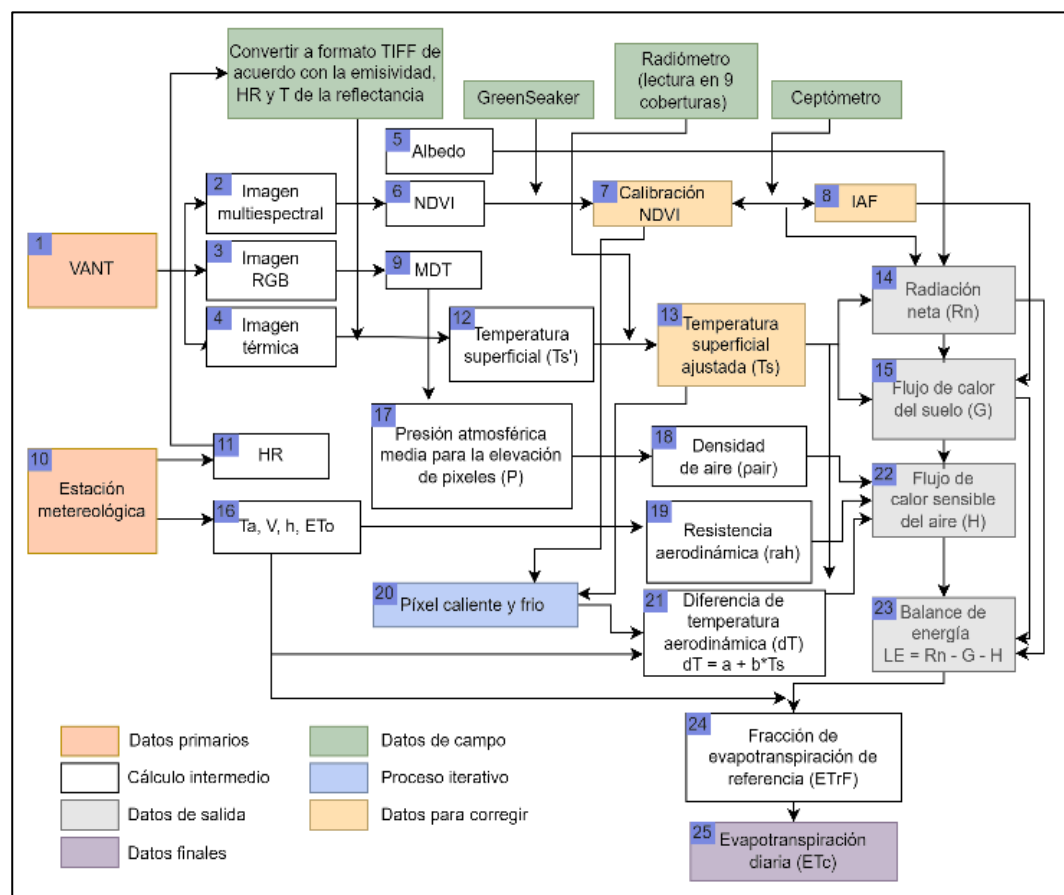 Convertir a formato TIFF de
acuerdo con la emisividad,
HR y T de la reflectancia
GreenSeaker
Radiómetro
(lectura en 9
coberturas)
Ceptómetro
5
Albedo
2
Imagen
multiespectral
6
NDVI
7
Calibración
NDVI
8
IAF
1
VANT
3
Imagen
RGB
9
MDT
14
Radiación
neta (Rn)
4
Imagen
térmica
12
Temperatura
superficial (Ts')
13
Temperatura
superficial
ajustada (Ts)
15
Flujo de calor
del suelo (G)
17
Presión atmosférica
media para la elevación
de pixeles (P)
18
Densidad
de aire (pair)
10
Estación
metereológica
11
HR
22
Flujo de
calor sensible
del aire (H)
16
Ta, V, h, ETo
19
Resistencia
aerodinámica (rah)
20
Píxel caliente y frio
21
Diferencia de
temperatura
aerodinámica (dT)
dT = a + b*Ts
23
Balance de
energía
LE = Rn - G - H
24
Fracción de
evapotranspiración de
referencia (ETrF)
25
Evapotranspiración
diaria (ETc)
Datos primarios
Datos de campo
Cálculo intermedio
Proceso iterativo
Datos de salida
Datos para corregir
Datos finales